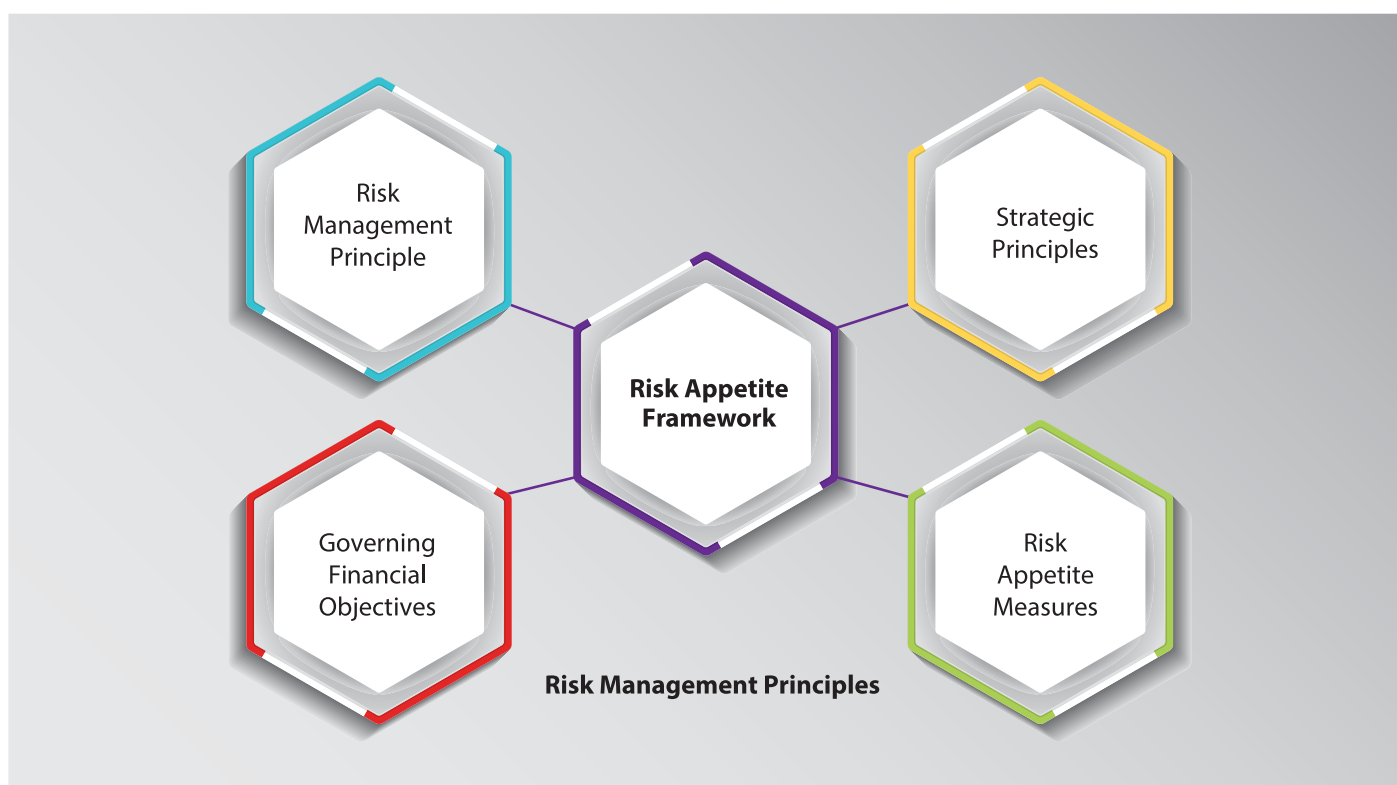 Risk
Management
Principle
Strategic
Principles
Risk Appetite
Framework
Governing
Financial
Objectives
Risk
Appetite
Measures
Risk Management Principles